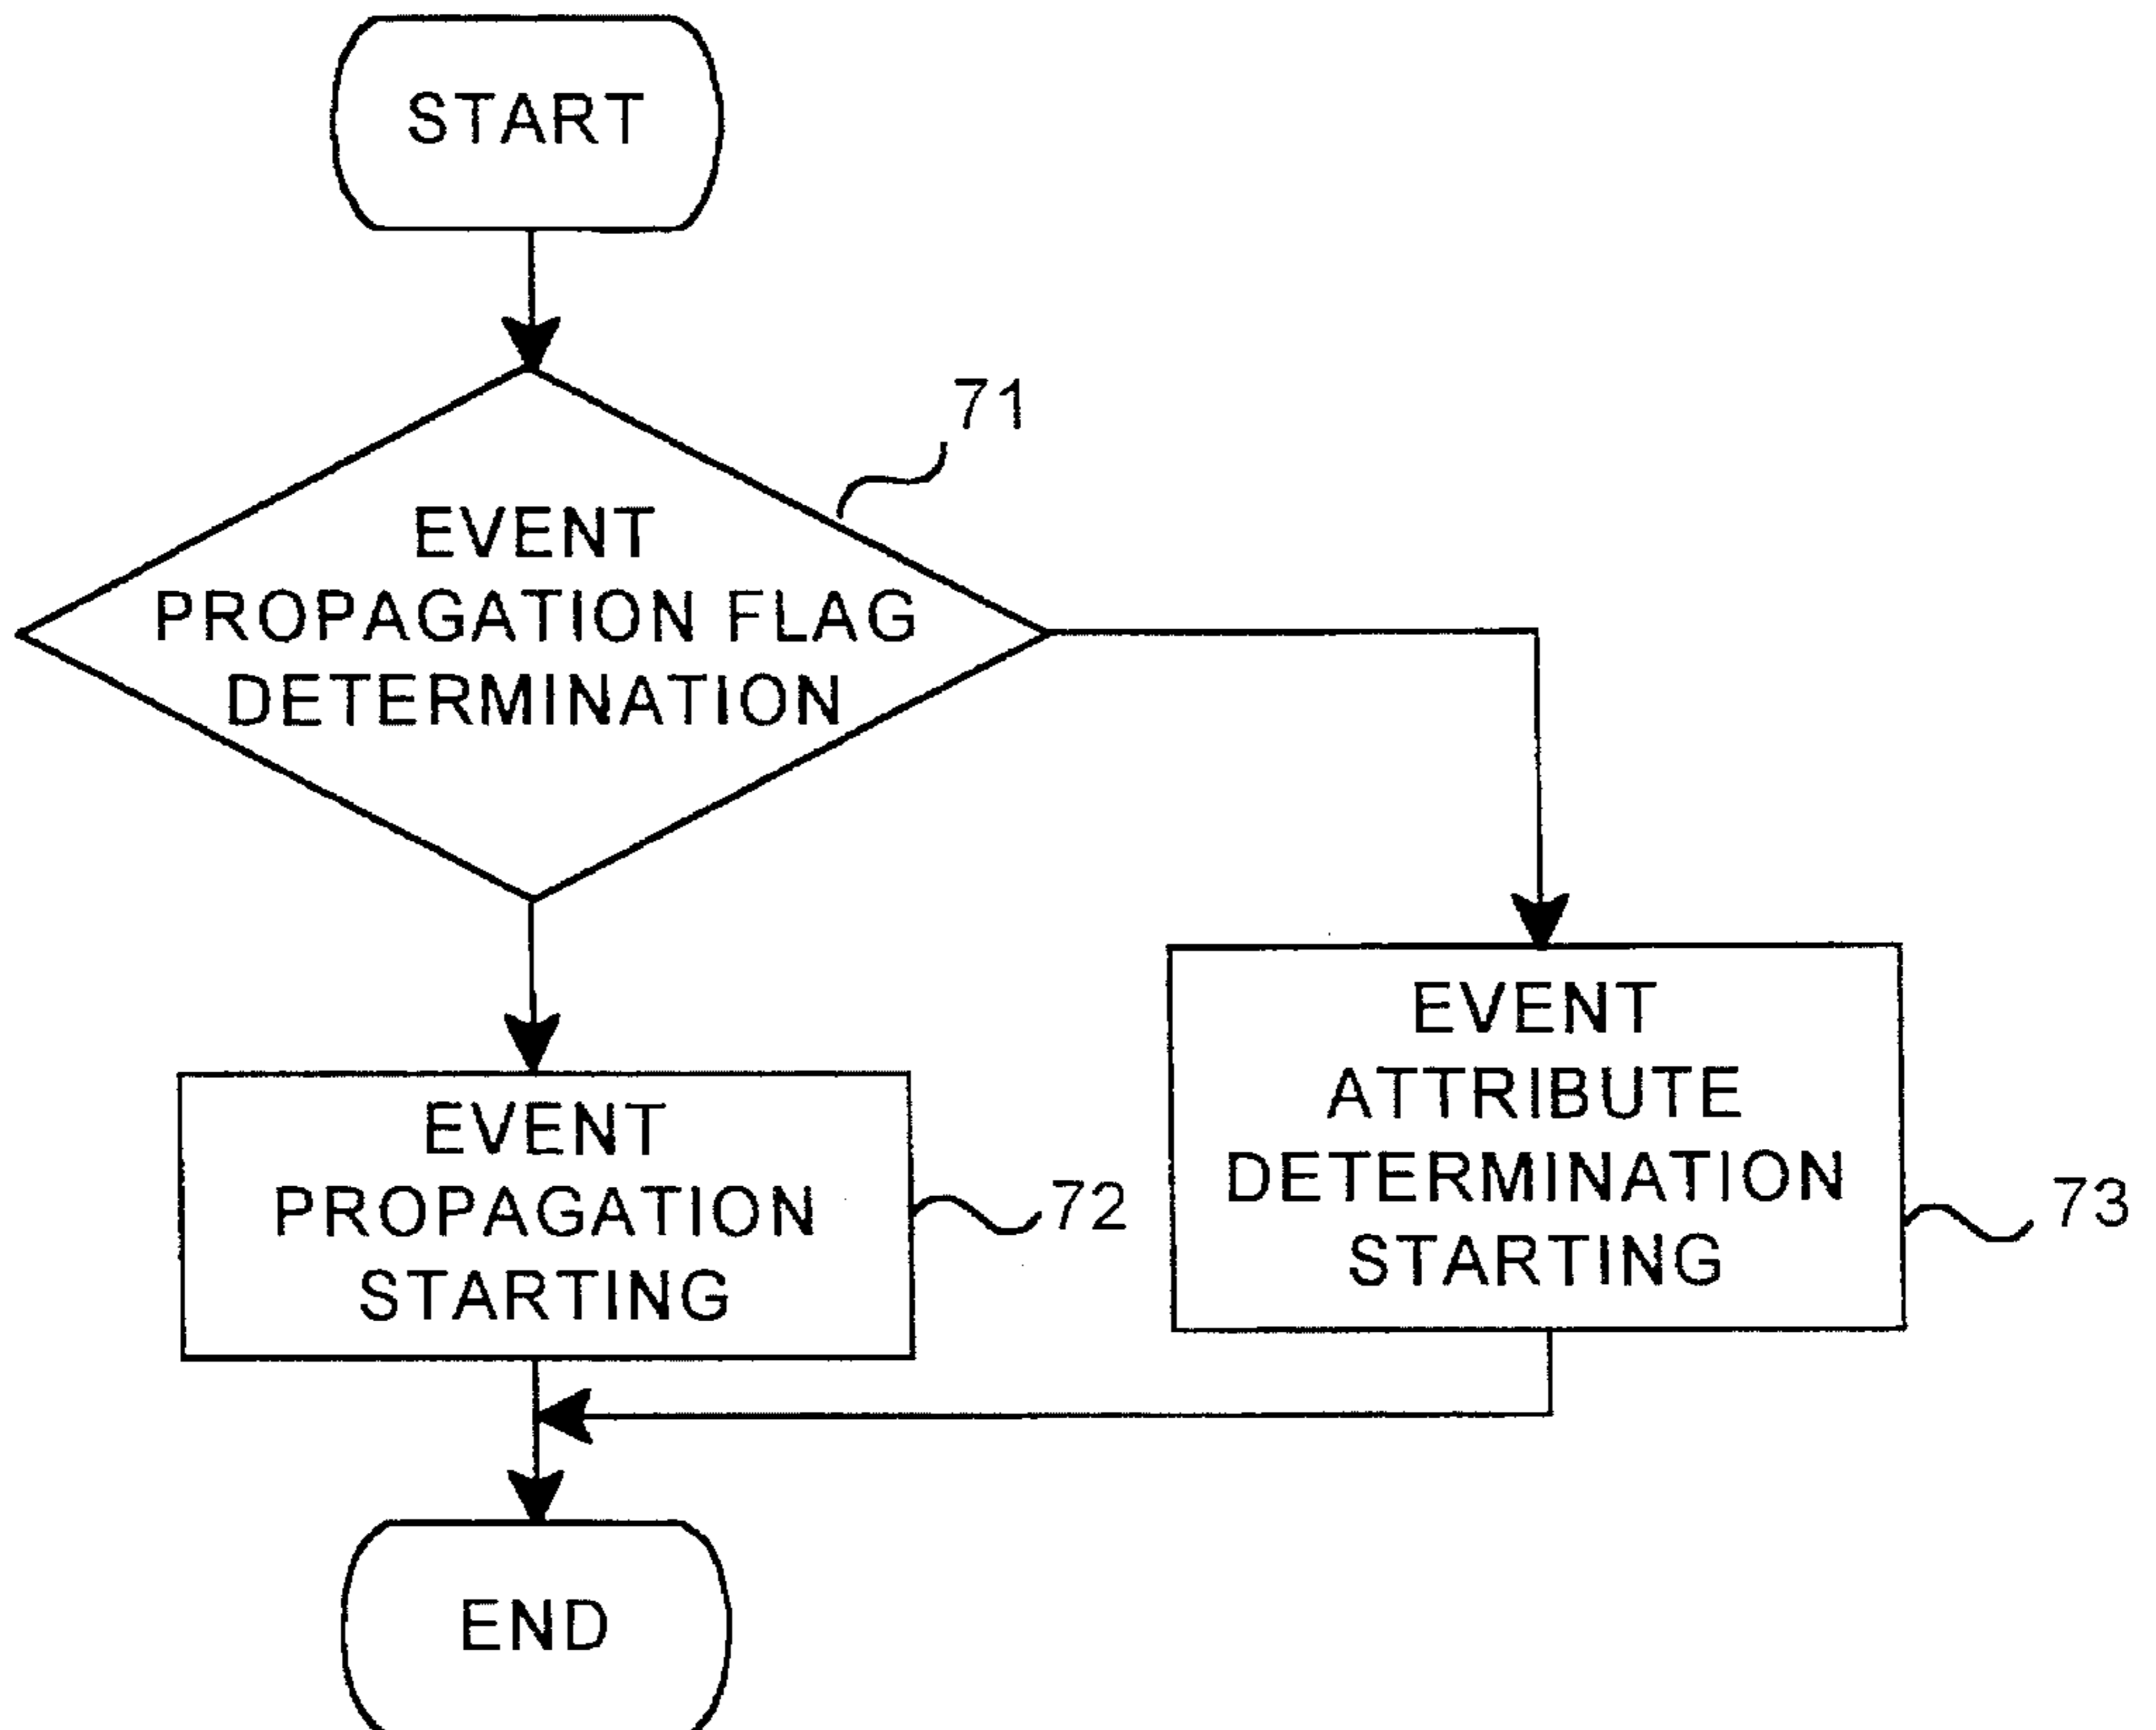 START
71
EVENT
PROPAGATION FLAG
DETERMINATION
EVENT
PROPAGATION
STARTING
72
EVENT
ATTRIBUTE
DETERMINATION
STARTING
73
END